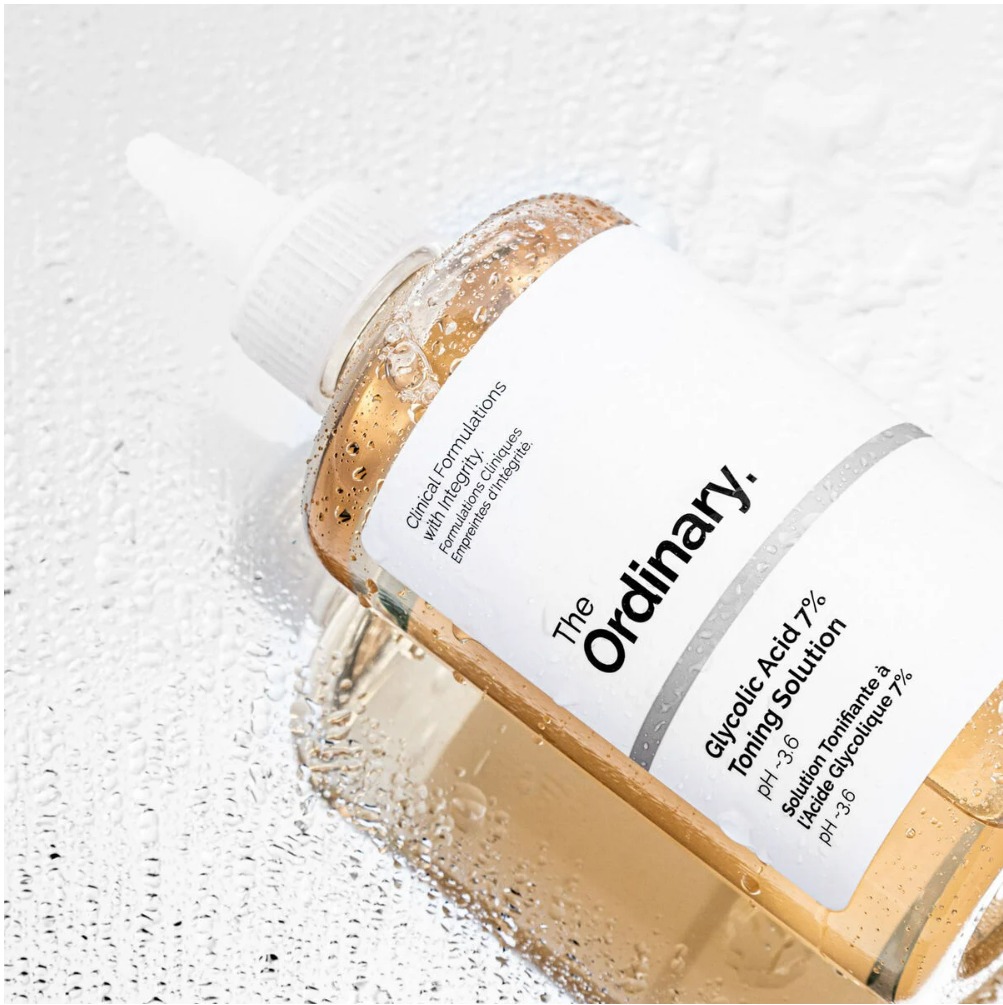 Clinical Formulations
with Integrity.
Formulations Cliniques
Empreintes d'Intégrité.
The
Ordinary.
Glycolic Acid 7%
Toning Solution
pH ~3.6
Solution Tonifiante à
l'Acide Glycolique 7%
pH ~3.6